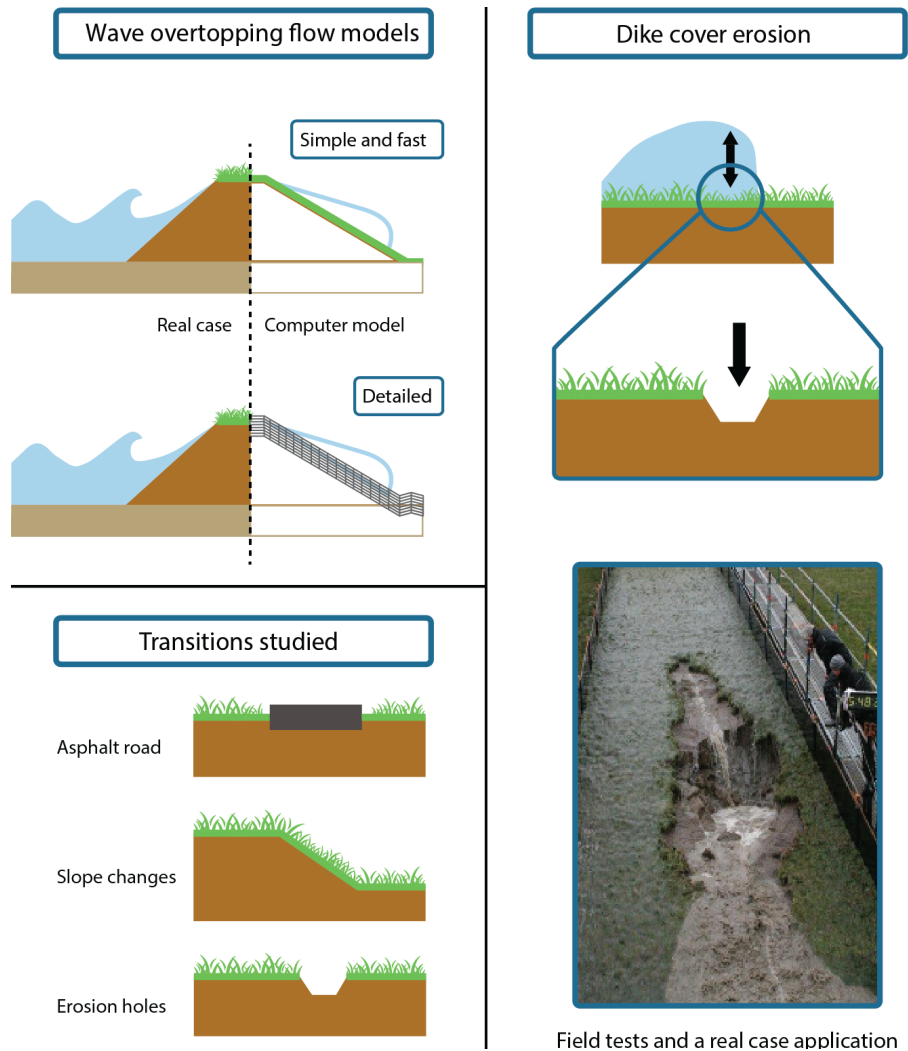 Wave overtopping flow models
Simple and fast
Real case
Computer model
Detailed
Transitions studied
Asphalt road
Slope changes
Erosion holes
Dike cover erosion
Field tests and a real case application